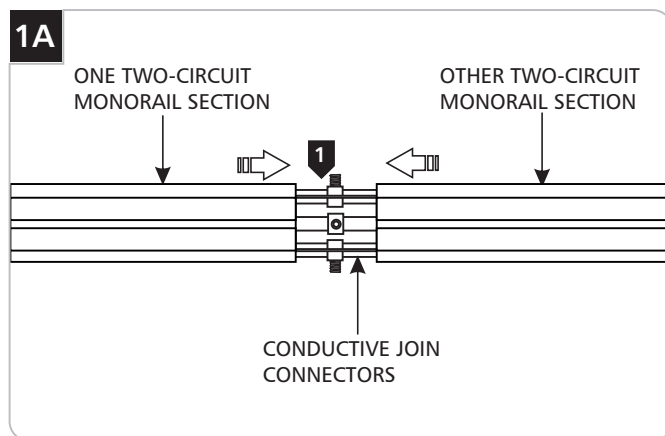 1A
ONE TWO-CIRCUIT
MONORAIL SECTION
OTHER TWO-CIRCUIT
MONORAIL SECTION
1
CONDUCTIVE JOIN
CONNECTORS